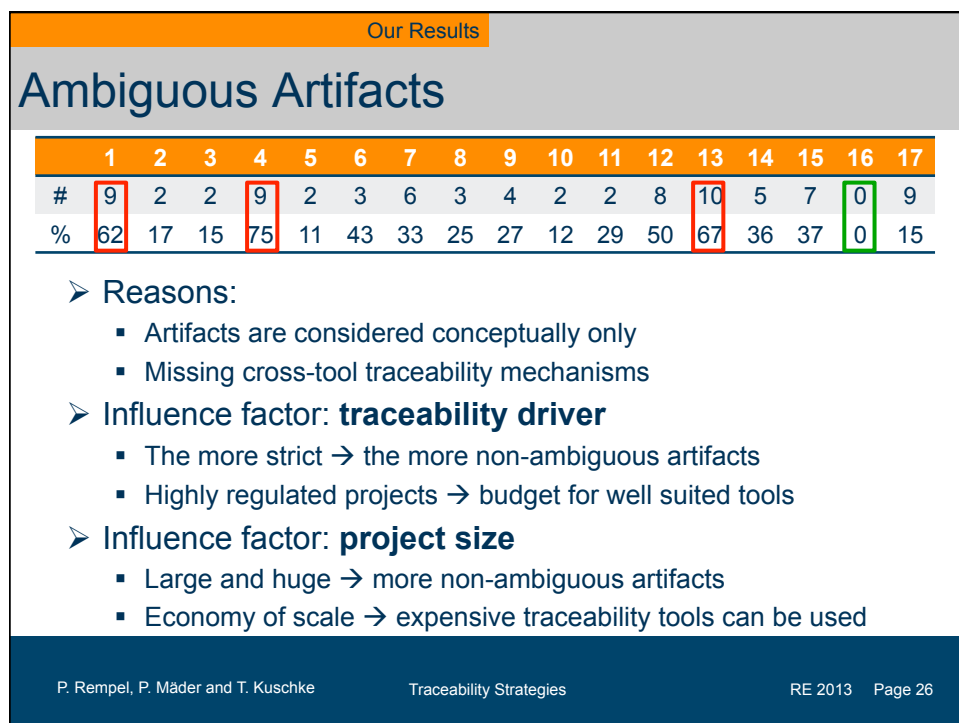 Our Results
Ambiguous Artifacts
1 2 3 4 5 6 7 8 9 10 11 12 13 14 15 16 17
# 9 2 2 9 2 3 6 3 4 2 2 8 10 5 7 0 9
% 62 17 15 75 11 43 33 25 27 12 29 50 67 36 37 0 15
➢ Reasons:
▪ Artifacts are considered conceptually only
▪ Missing cross-tool traceability mechanisms
➢ Influence factor: traceability driver
▪ The more strict → the more non-ambiguous artifacts
▪ Highly regulated projects → budget for well suited tools
➢ Influence factor: project size
▪ Large and huge → more non-ambiguous artifacts
▪ Economy of scale → expensive traceability tools can be used
P. Rempel, P. Mäder and T. Kuschke Traceability Strategies RE 2013 Page 26